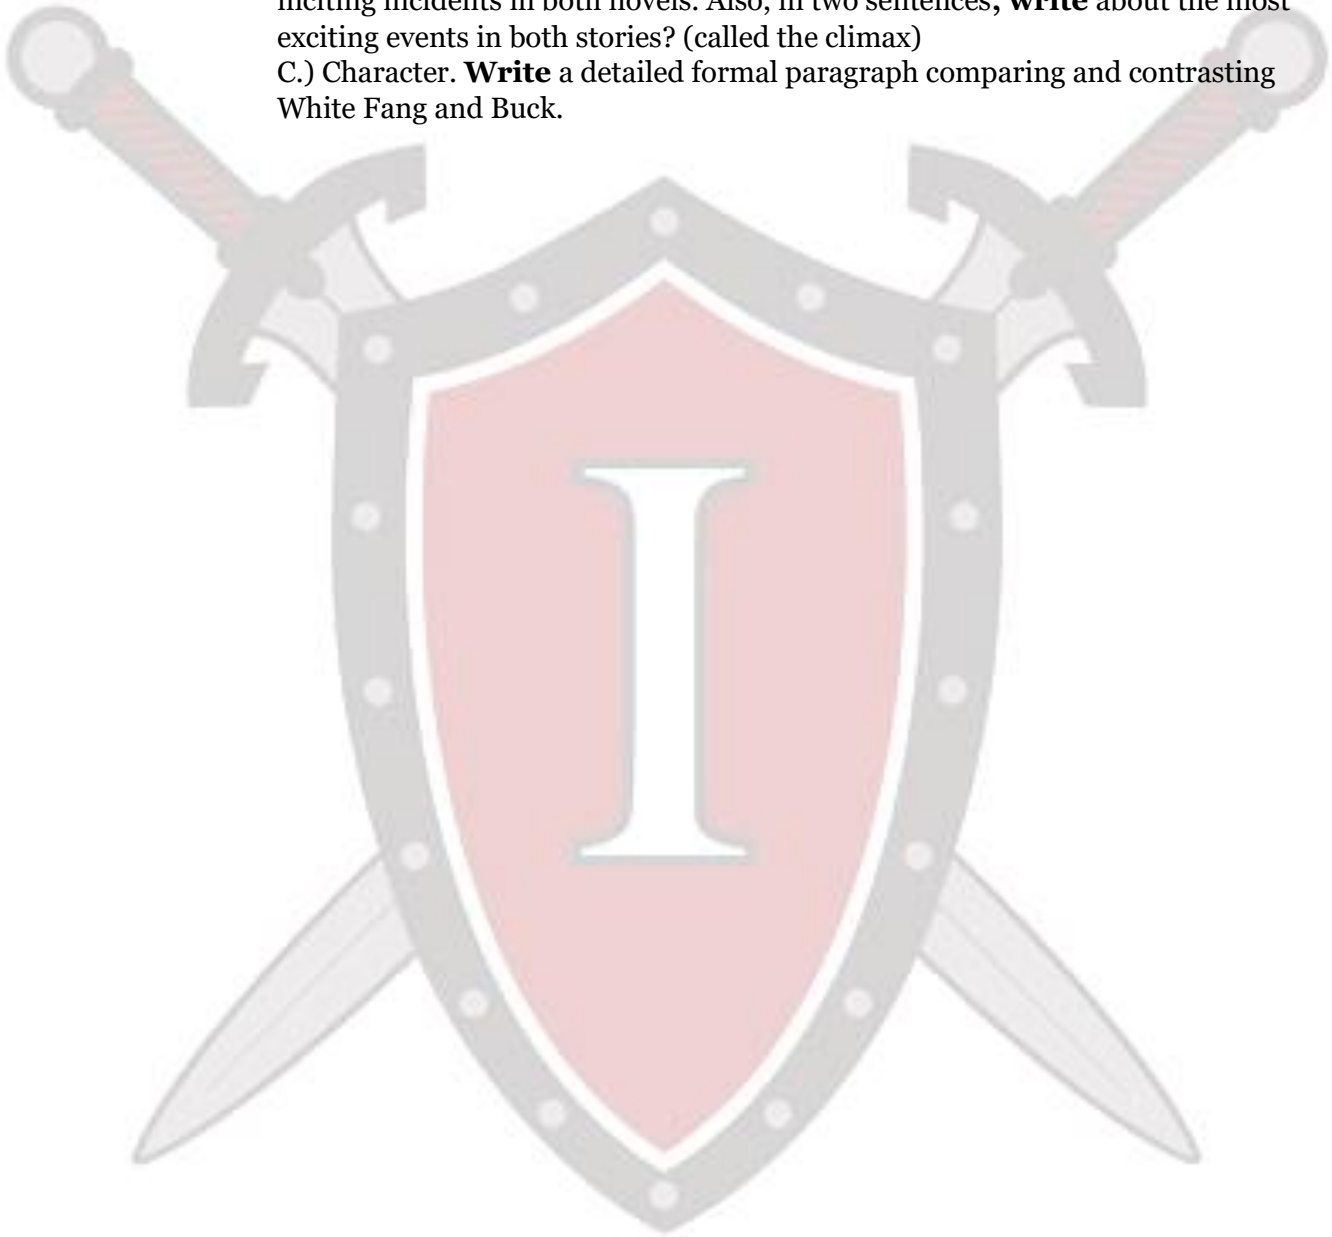 inciting incidents in both novels. Also, in two sentences, write about the most
exciting events in both stories? (called the climax)
C.) Character. Write a detailed formal paragraph comparing and contrasting
White Fang and Buck.
I